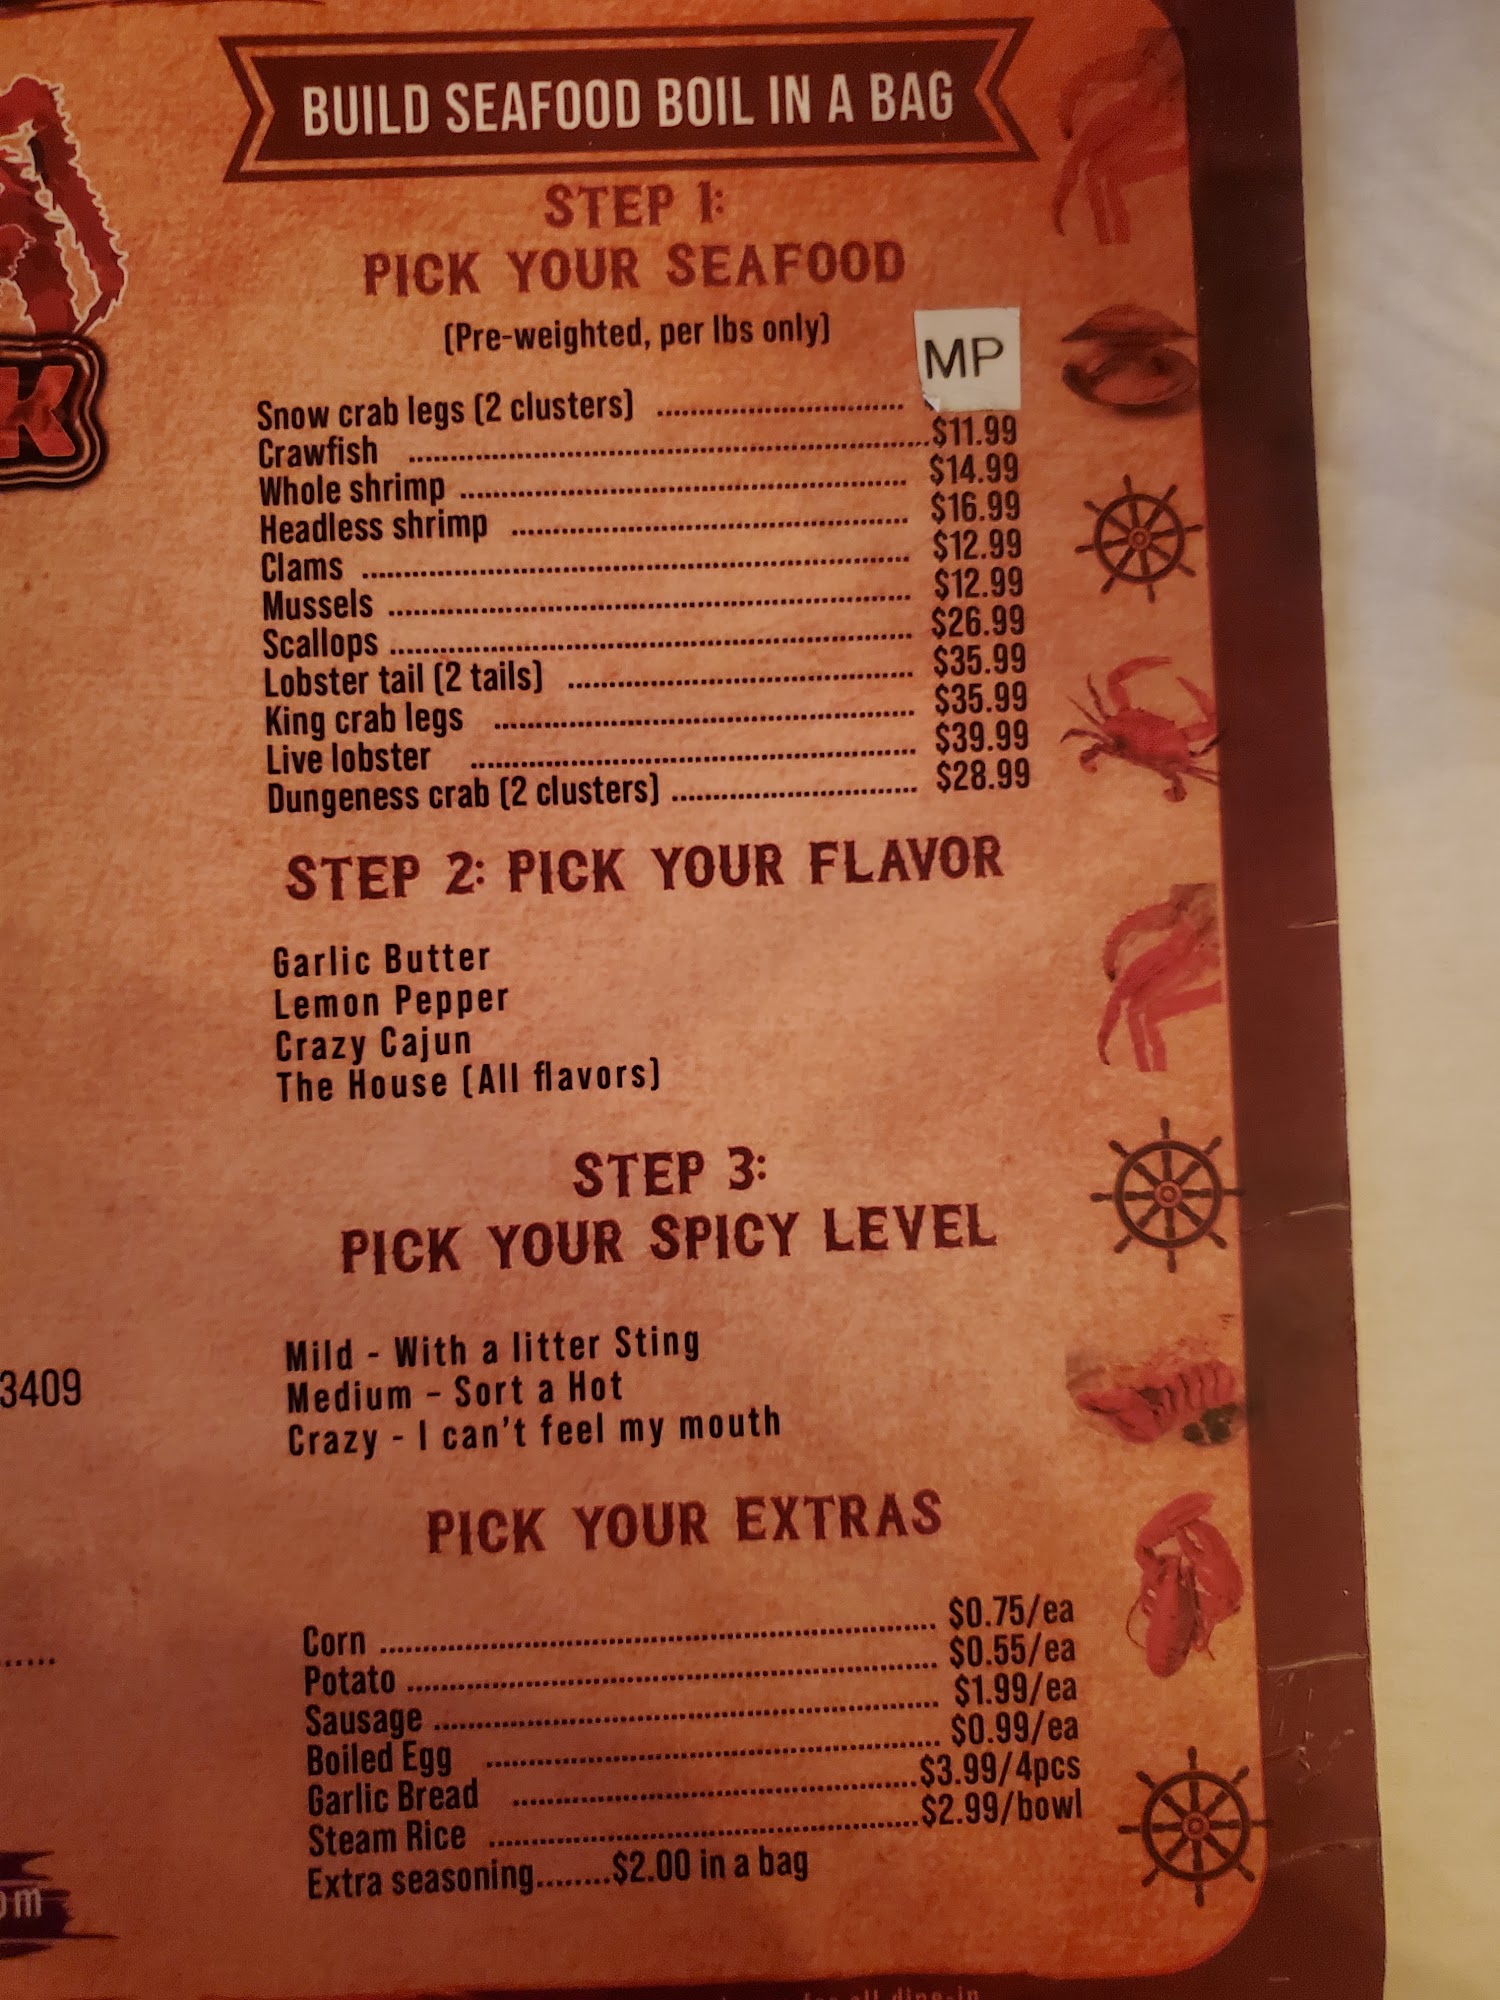 BUILD SEAFOOD BOIL IN A BAG
STEP 1:
PICK YOUR SEAFOOD
(Pre-weighted, per lbs only)
Snow crab legs (2 clusters) .................... MP
Crawfish .................... $11.99
Whole shrimp .................... $14.99
Headless shrimp .................... $16.99
Clams .................... $12.99
Mussels .................... $12.99
Scallops .................... $26.99
Lobster tail (2 tails) .................... $35.99
King crab legs .................... $35.99
Live lobster .................... $39.99
Dungeness crab (2 clusters) .................... $28.99
STEP 2: PICK YOUR FLAVOR
Garlic Butter
Lemon Pepper
Crazy Cajun
The House (All flavors)
STEP 3:
PICK YOUR SPICY LEVEL
Mild - With a litter Sting
Medium - Sort a Hot
Crazy - I can't feel my mouth
3409
PICK YOUR EXTRAS
Corn .................... $0.75/ea
Potato .................... $0.55/ea
Sausage .................... $1.99/ea
Boiled Egg .................... $0.99/ea
Garlic Bread .................... $3.99/4pcs
Steam Rice .................... $2.99/bowl
Extra seasoning........$2.00 in a bag
om
all dine-in